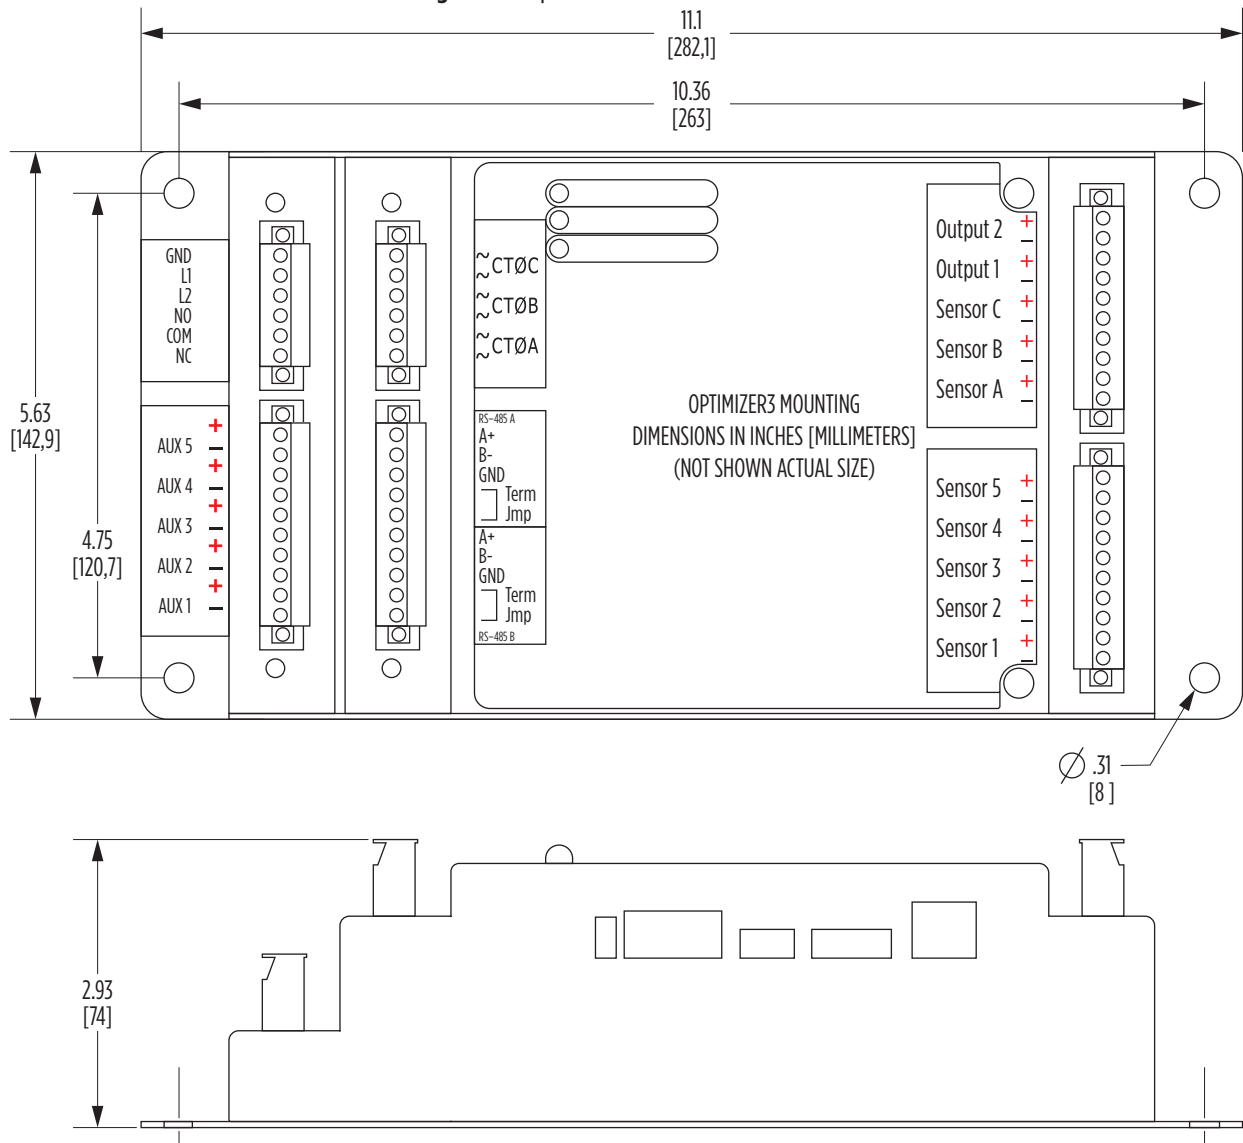 11.1
[282,1]
10.36
[263]
5.63
[142,9]
4.75
[120,7]
GND
L1
L2
NO
COM
NC
+
AUX 5 –
+
AUX 4 –
+
AUX 3 –
+
AUX 2 –
+
AUX 1 –
~
~ CTØC
~
~ CTØB
~
~ CTØA
RS-485 A
A+
B-
GND
Term
Jmp
A+
B-
GND
Term
Jmp
RS-485 B
OPTIMIZER3 MOUNTING
DIMENSIONS IN INCHES [MILLIMETERS]
(NOT SHOWN ACTUAL SIZE)
Output 2 +
–
Output 1 +
–
Sensor C +
–
Sensor B +
–
Sensor A +
–
Sensor 5 +
–
Sensor 4 +
–
Sensor 3 +
–
Sensor 2 +
–
Sensor 1 +
–
Ø .31
[8 ]
2.93
[74]